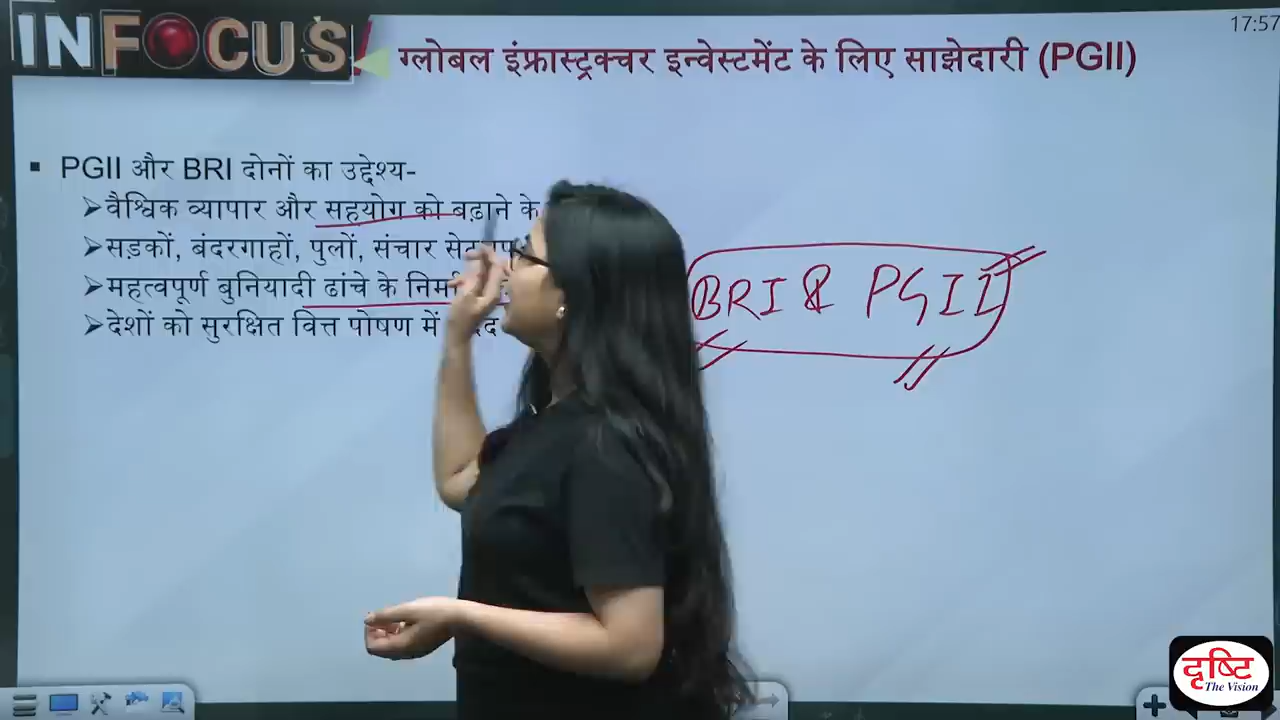 INFOCUS!
17:57
ग्लोबल इंफ्रास्ट्रक्चर इन्वेस्टमेंट के लिए साझेदारी (PGII)
▪ PGII और BRI दोनों का उद्देश्य-
➢वैश्विक व्यापार और सहयोग को बढ़ाने के
➢सड़कों, बंदरगाहों, पुलों, संचार
➢महत्वपूर्ण बुनियादी ढांचे के
➢देशों को सुरक्षित वित्त पोषण में
BRI & PGII
दृष्टि
The Vision